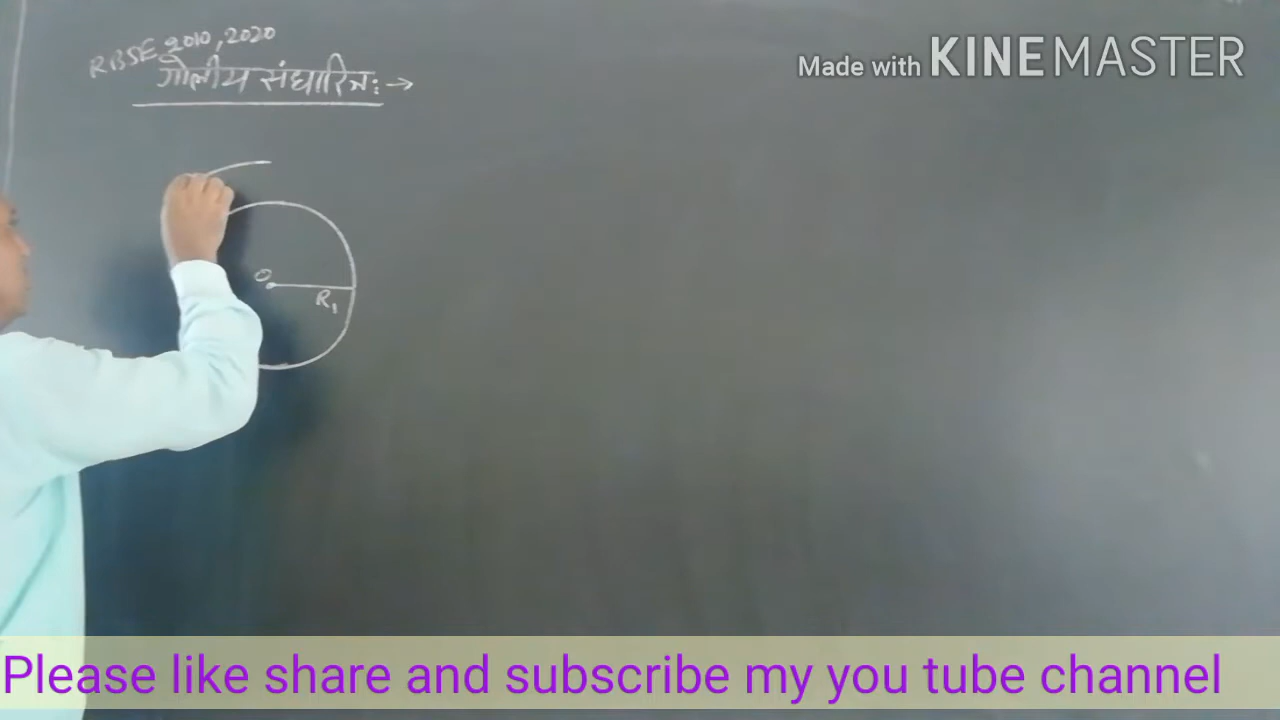 RBSE 2010, 2020
Made with KINEMASTER
गोलीय संधारित्र:→
O
R₁
Please like share and subscribe my you tube channel